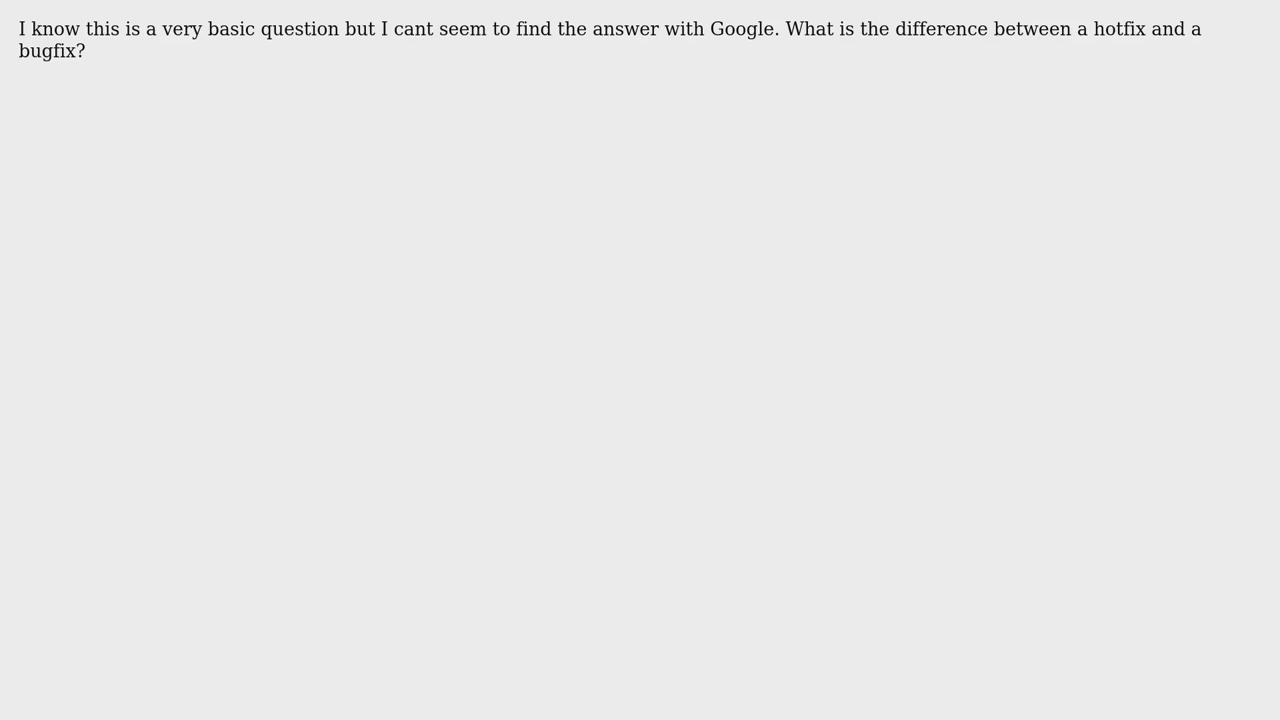 I know this is a very basic question but I cant seem to find the answer with Google. What is the difference between a hotfix and a
bugfix?